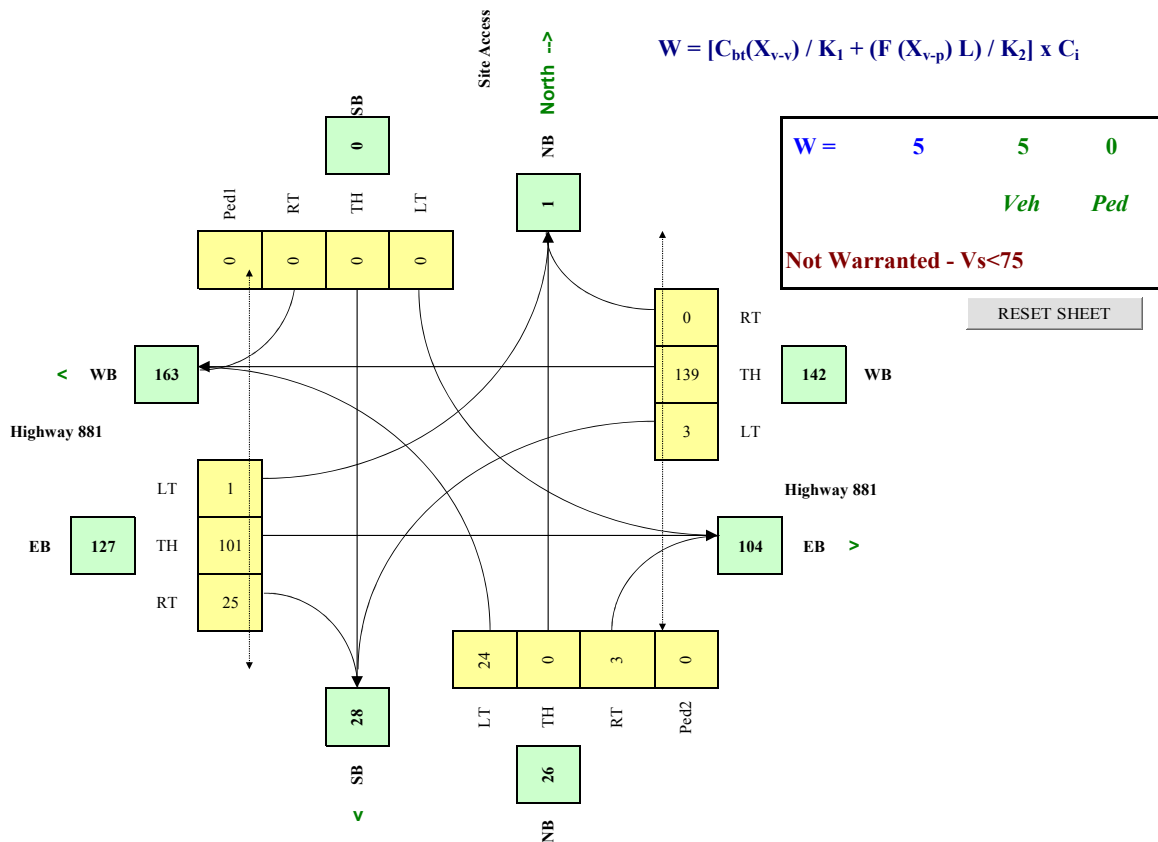 Site Access
North -->
W = [Cbt(Xv-v) / K1 + (F (Xv-p) L) / K2] x Ci
SB
0
NB
1
W = 5 5 0
Veh Ped
Not Warranted - Vs<75
RESET SHEET
Ped1 RT TH LT
0 0 0 0
0 RT
< WB 163
139 TH 142 WB
3 LT
Highway 881
LT 1
Highway 881
EB 127 TH 101
104 EB >
RT 25
24 0 3 0
LT TH RT Ped2
28
SB
v
26
NB